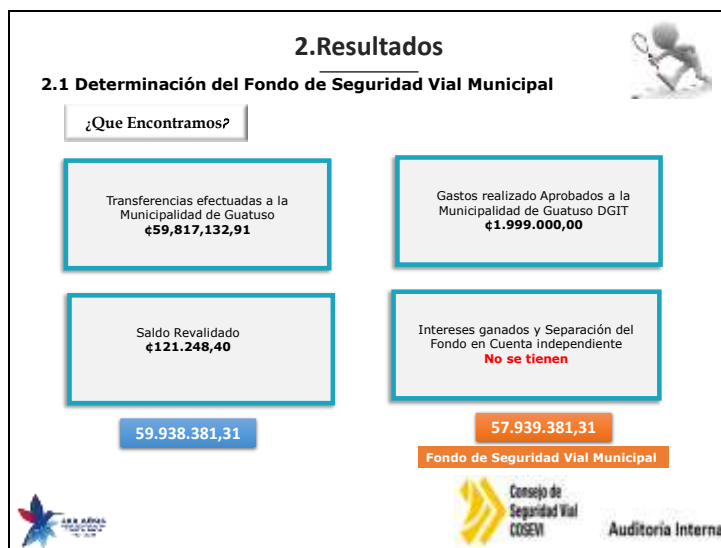 2.Resultados
2.1 Determinación del Fondo de Seguridad Vial Municipal
¿Que Encontramos?
Transferencias efectuadas a la
Municipalidad de Guatuso
¢59,817,132,91
Gastos realizado Aprobados a la
Municipalidad de Guatuso DGIT
¢1.999.000,00
Saldo Revalidado
¢121.248,40
Intereses ganados y Separación del
Fondo en Cuenta independiente
No se tienen
59.938.381,31
57.939.381,31
Fondo de Seguridad Vial Municipal
Consejo de
Seguridad Vial
COSEVI
Auditoría Interna